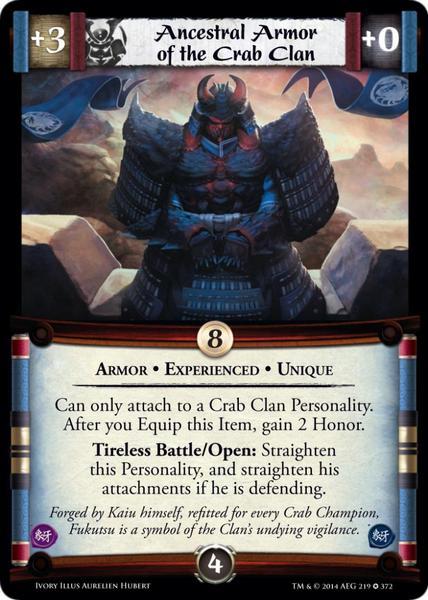 +3
Ancestral Armor
of the Crab Clan
+0
8
Armor • Experienced • Unique
Can only attach to a Crab Clan Personality.
After you Equip this Item, gain 2 Honor.
Tireless Battle/Open: Straighten
this Personality, and straighten his
attachments if he is defending.
Forged by Kaiu himself, refitted for every Crab Champion,
Fukutsu is a symbol of the Clan's undying vigilance.
4
Ivory Illus Aurelien Hubert
TM & © 2014 AEG 219 ✪ 372